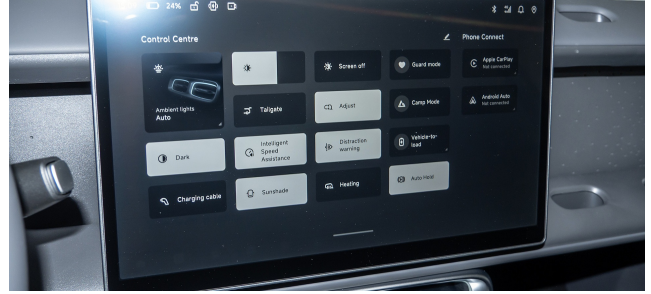 24%
Control Centre
Phone Connect
Screen off
Guard mode
Apple CarPlay
Not connected
Ambient lights
Auto
Tailgate
Adjust
Camp Mode
Android Auto
Not connected
Dark
Intelligent
Speed
Assistance
Distraction
warning
Vehicle-to-
load
Charging cable
Sunshade
Heating
Auto Hold